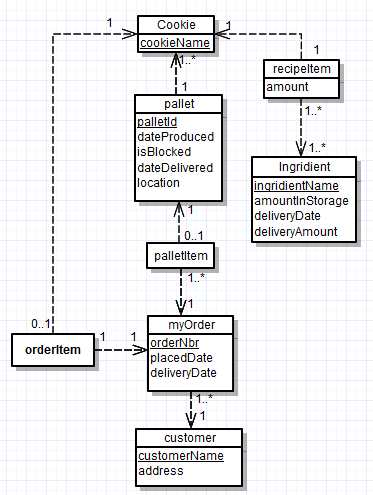 Cookie
cookieName
1
1
1
1..*
recipeItem
amount
1..*
1..*
pallet
palletId
dateProduced
isBlocked
dateDelivered
location
1
Ingridient
ingridientName
amountInStorage
deliveryDate
deliveryAmount
1
0..1
palletItem
1..*
1
0..1
orderItem
1
1
myOrder
orderNbr
placedDate
deliveryDate
1..*
1
customer
customerName
address